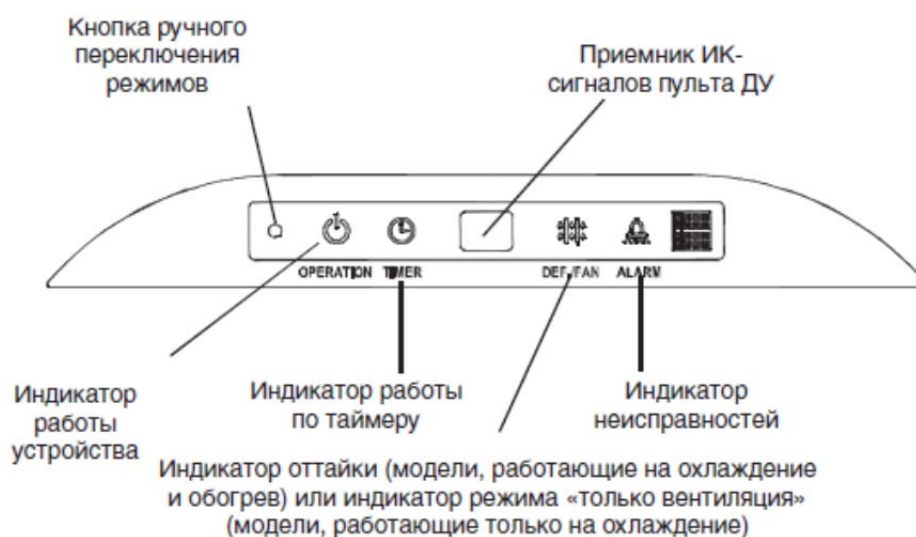 Кнопка ручного
переключения
режимов
Приемник ИК-
сигналов пульта ДУ
OPERATION TIMER DEF./FAN ALARM
Индикатор
работы
устройства
Индикатор работы
по таймеру
Индикатор
неисправностей
Индикатор оттайки (модели, работающие на охлаждение
и обогрев) или индикатор режима «только вентиляция»
(модели, работающие только на охлаждение)